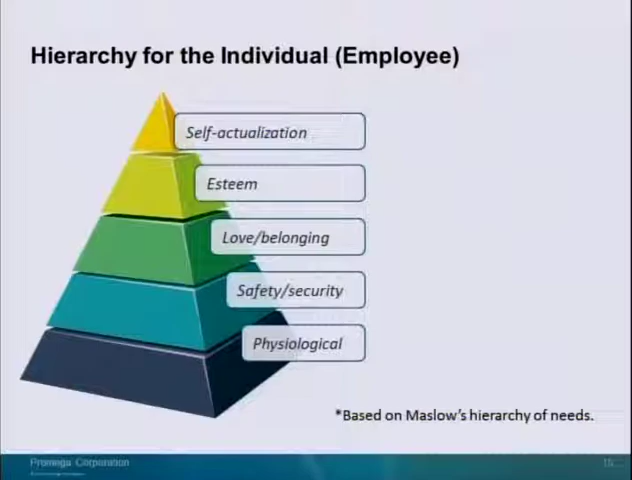 Hierarchy for the Individual (Employee)
Self-actualization
Esteem
Love/belonging
Safety/security
Physiological
*Based on Maslow's hierarchy of needs.
Promega Corporation